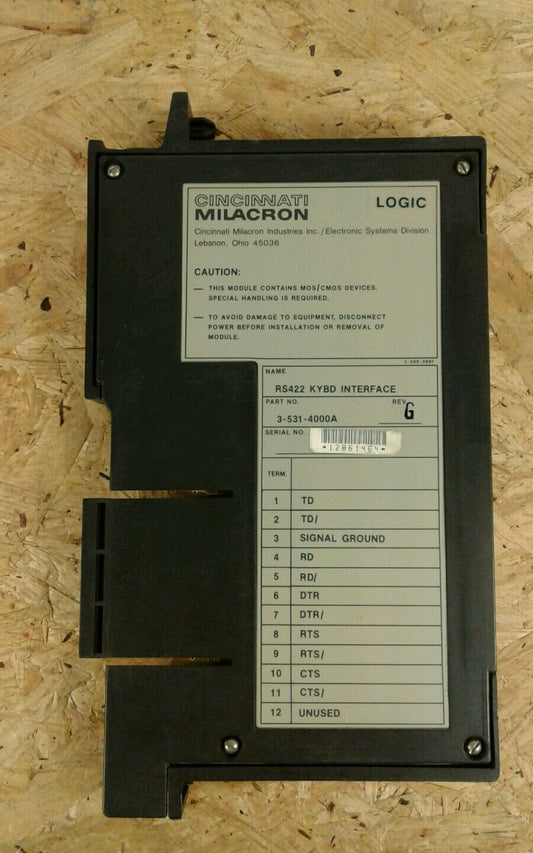 CINCINNATI
MILACRON
LOGIC
Cincinnati Milacron Industries Inc./Electronic Systems Division
Lebanon, Ohio 45036
CAUTION:
— THIS MODULE CONTAINS MOS/CMOS DEVICES.
SPECIAL HANDLING IS REQUIRED.
— TO AVOID DAMAGE TO EQUIPMENT, DISCONNECT
POWER BEFORE INSTALLATION OR REMOVAL OF
MODULE.
NAME
RS422 KYBD INTERFACE
PART NO. REV.
3-531-4000A G
SERIAL NO.
TERM.
1 TD
2 TD/
3 SIGNAL GROUND
4 RD
5 RD/
6 DTR
7 DTR/
8 RTS
9 RTS/
10 CTS
11 CTS/
12 UNUSED